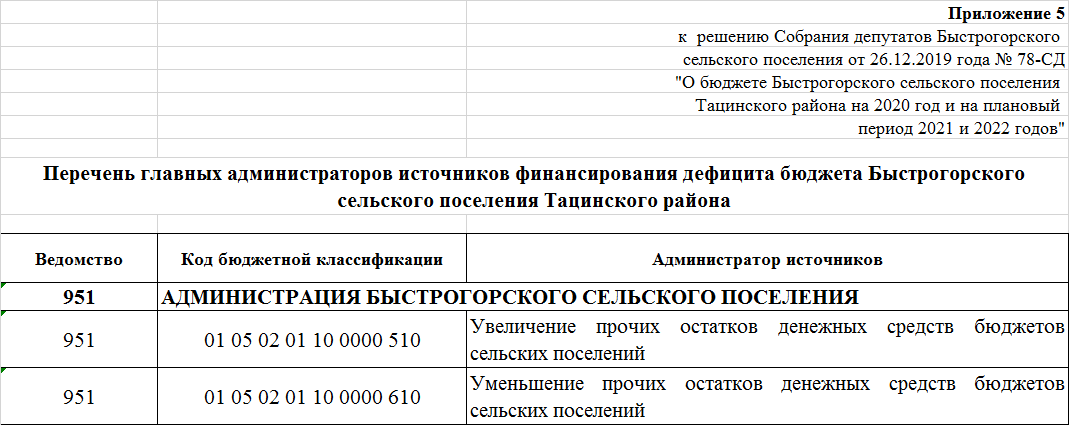 Приложение 5
к решению Собрания депутатов Быстрогорского
сельского поселения от 26.12.2019 года № 78-СД
"О бюджете Быстрогорского сельского поселения
Тацинского района на 2020 год и на плановый
период 2021 и 2022 годов"
Перечень главных администраторов источников финансирования дефицита бюджета Быстрогорского
сельского поселения Тацинского района
Ведомство Код бюджетной классификации Администратор источников
951 АДМИНИСТРАЦИЯ БЫСТРОГОРСКОГО СЕЛЬСКОГО ПОСЕЛЕНИЯ
951 01 05 02 01 10 0000 510 Увеличение прочих остатков денежных средств бюджетов
сельских поселений
951 01 05 02 01 10 0000 610 Уменьшение прочих остатков денежных средств бюджетов
сельских поселений